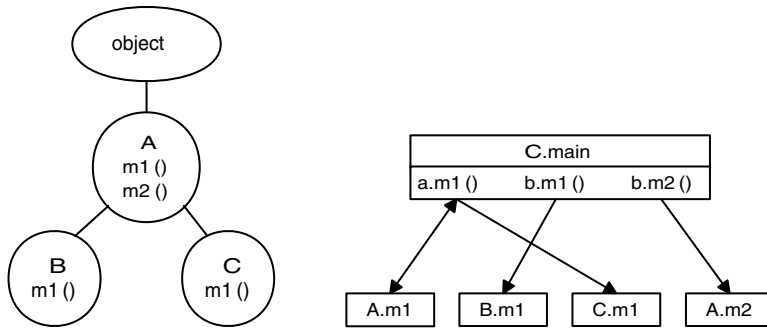 object
A
m1 ()
m2 ()
B
m1 ()
C
m1 ()
C.main
a.m1 () b.m1 () b.m2 ()
A.m1 B.m1 C.m1 A.m2